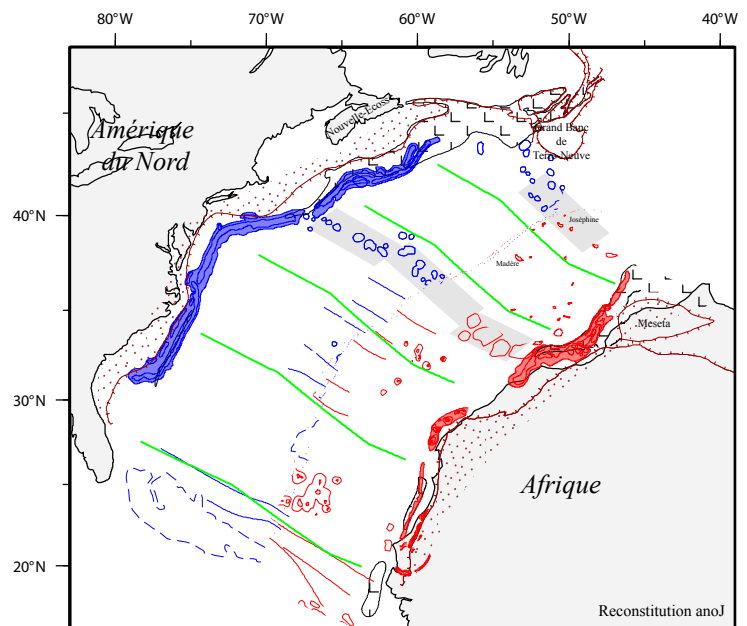 80°W 70°W 60°W 50°W 40°W
Amérique
du Nord
Nouvelle-Ecosse
Grand Banc
de
Terre-Neuve
40°N
Joséphine
Madère
Meseta
30°N
Afrique
20°N
Reconstitution anoJ